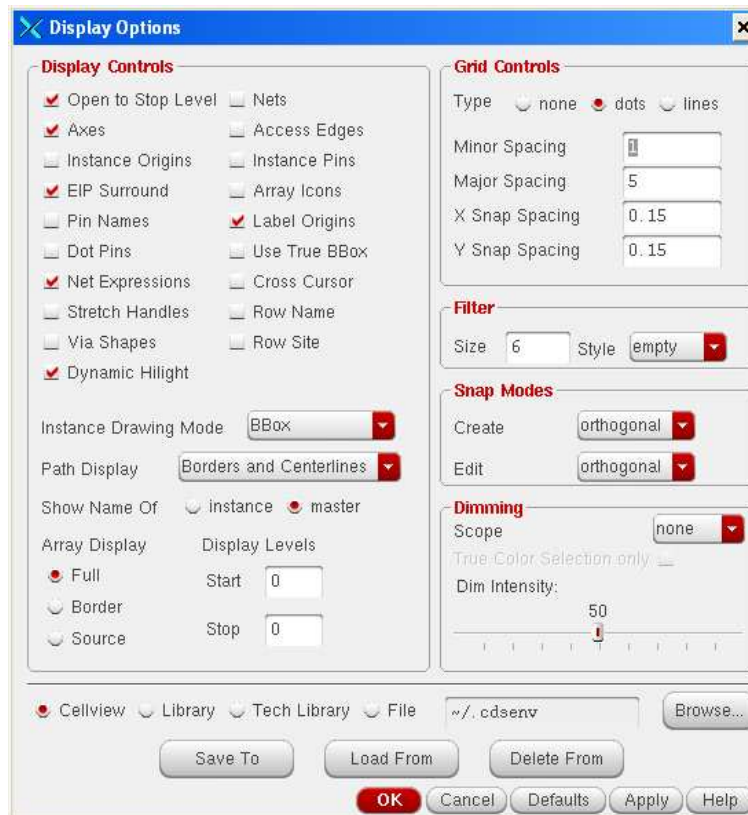 Display Options
Display Controls
Open to Stop Level Nets
Axes Access Edges
Instance Origins Instance Pins
EIP Surround Array Icons
Pin Names Label Origins
Dot Pins Use True BBox
Net Expressions Cross Cursor
Stretch Handles Row Name
Via Shapes Row Site
Dynamic Hilight
Instance Drawing Mode BBox
Path Display Borders and Centerlines
Show Name Of instance master
Array Display Display Levels
Full Start 0
Border
Source Stop 0
Grid Controls
Type none dots lines
Minor Spacing 1
Major Spacing 5
X Snap Spacing 0.15
Y Snap Spacing 0.15
Filter
Size 6 Style empty
Snap Modes
Create orthogonal
Edit orthogonal
Dimming
Scope none
True Color Selection only
Dim Intensity:
50
Cellview Library Tech Library File ~/.cdsenv Browse...
Save To Load From Delete From
OK Cancel Defaults Apply Help